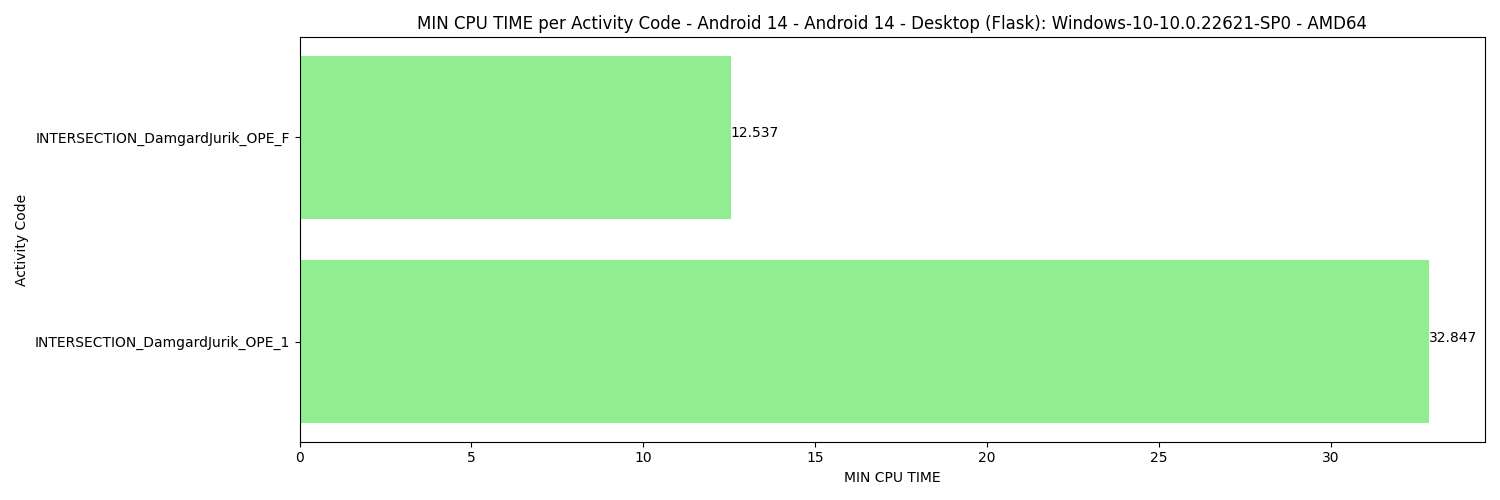 MIN CPU TIME per Activity Code - Android 14 - Android 14 - Desktop (Flask): Windows-10-10.0.22621-SP0 - AMD64
INTERSECTION_DamgardJurik_OPE_F
12.537
Activity Code
INTERSECTION_DamgardJurik_OPE_1
32.847
0 5 10 15 20 25 30
MIN CPU TIME